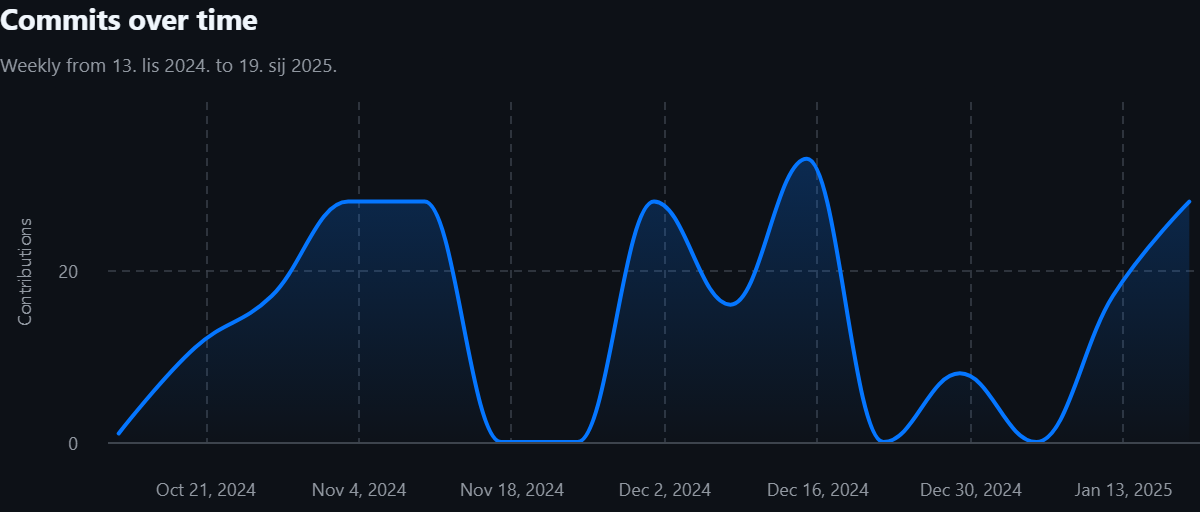 Commits over time
Weekly from 13. lis 2024. to 19. sij 2025.
Contributions
20
0
Oct 21, 2024
Nov 4, 2024
Nov 18, 2024
Dec 2, 2024
Dec 16, 2024
Dec 30, 2024
Jan 13, 2025